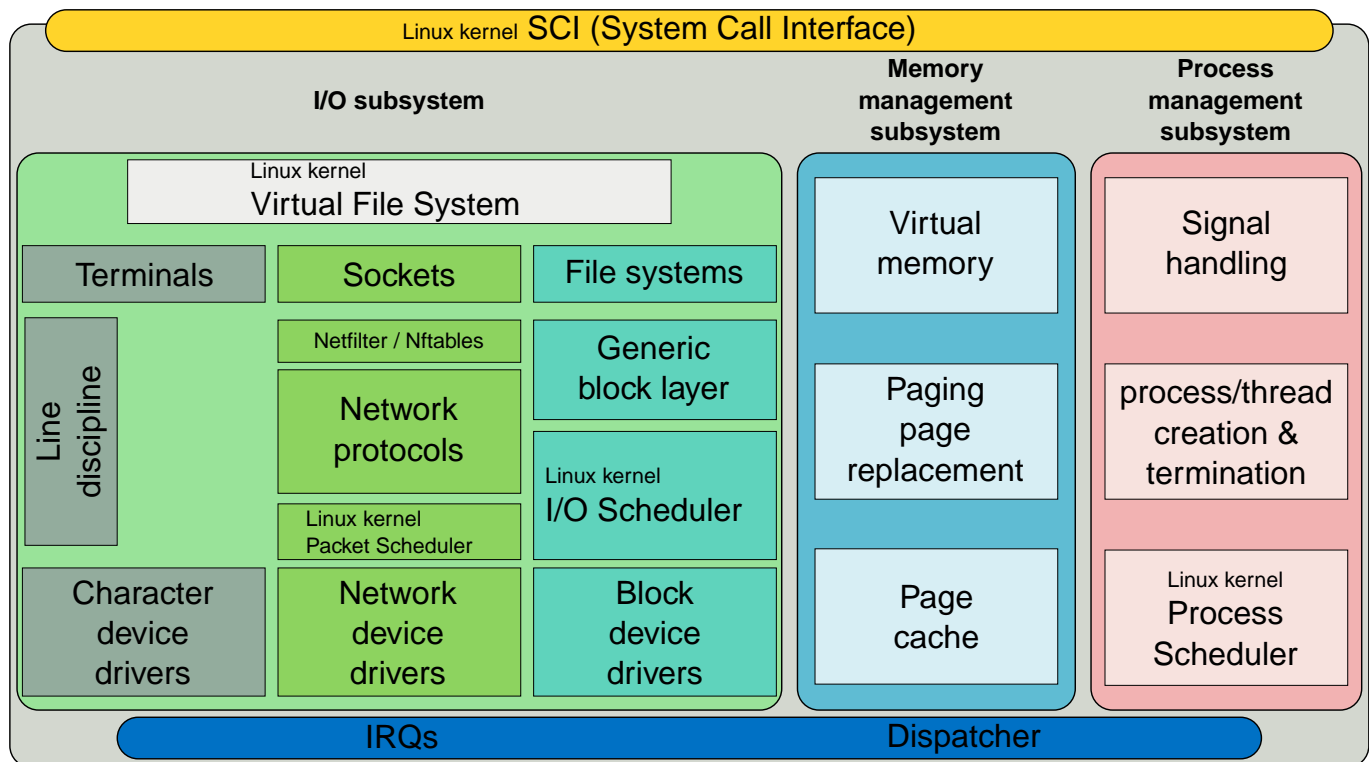 Linux kernel SCI (System Call Interface)
I/O subsystem
Memory
management
subsystem
Process
management
subsystem
Linux kernel
Virtual File System
Terminals
Sockets
File systems
Line
discipline
Netfilter / Nftables
Network
protocols
Linux kernel
Packet Scheduler
Generic
block layer
Linux kernel
I/O Scheduler
Character
device
drivers
Network
device
drivers
Block
device
drivers
Virtual
memory
Paging
page
replacement
Page
cache
Signal
handling
process/thread
creation &
termination
Linux kernel
Process
Scheduler
IRQs
Dispatcher